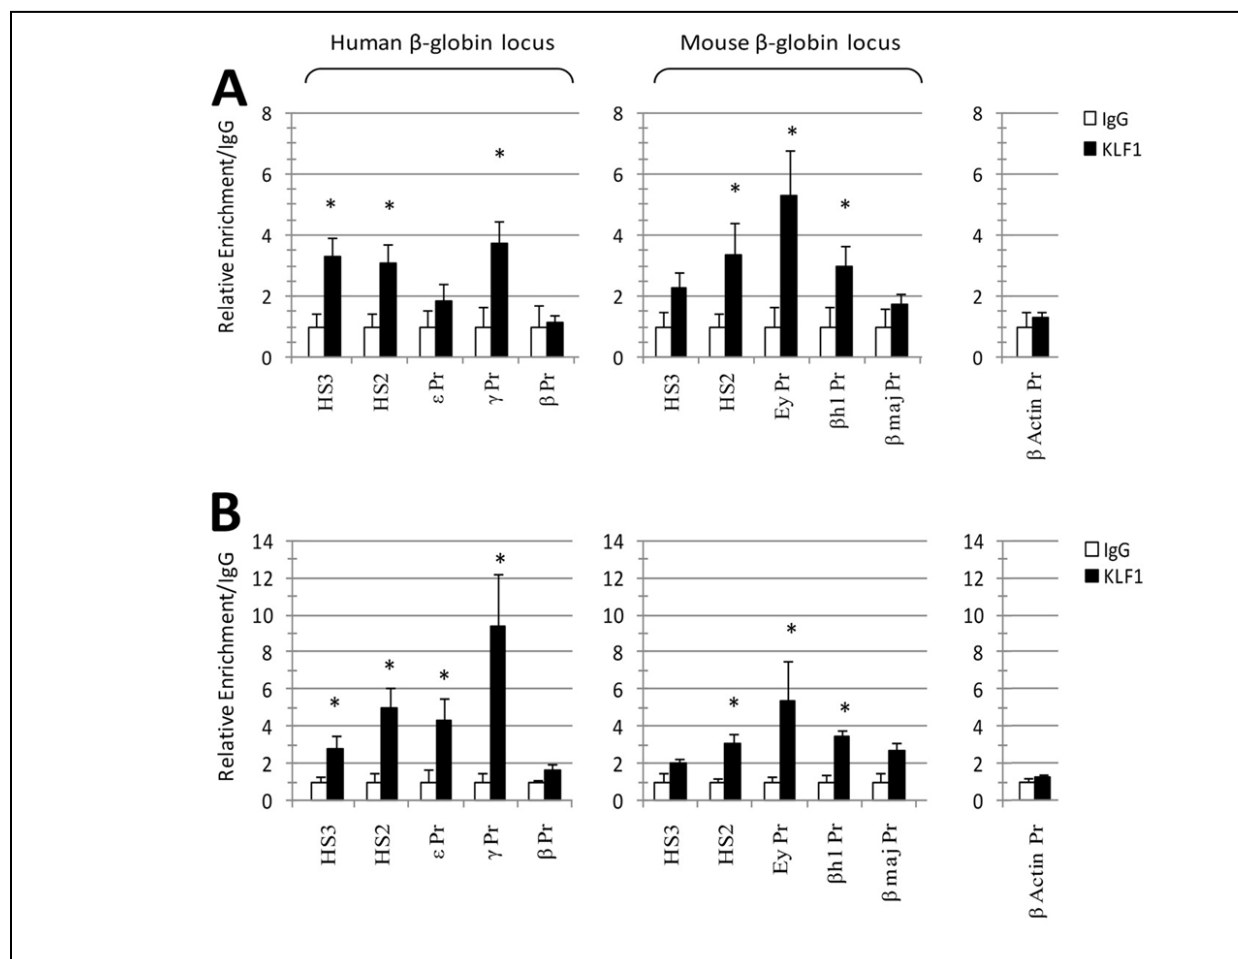 Human β-globin locus
Mouse β-globin locus
A
Relative Enrichment/IgG
8
6
4
2
0
*
*
*
HS3
HS2
ε Pr
γ Pr
β Pr
8
6
4
2
0
*
*
*
HS3
HS2
Ey Pr
βh1 Pr
β maj Pr
8
6
4
2
0
β Actin Pr
IgG
KLF1
B
Relative Enrichment/IgG
14
12
10
8
6
4
2
0
*
*
*
*
HS3
HS2
ε Pr
γ Pr
β Pr
14
12
10
8
6
4
2
0
*
*
*
HS3
HS2
Ey Pr
βh1 Pr
β maj Pr
14
12
10
8
6
4
2
0
β Actin Pr
IgG
KLF1